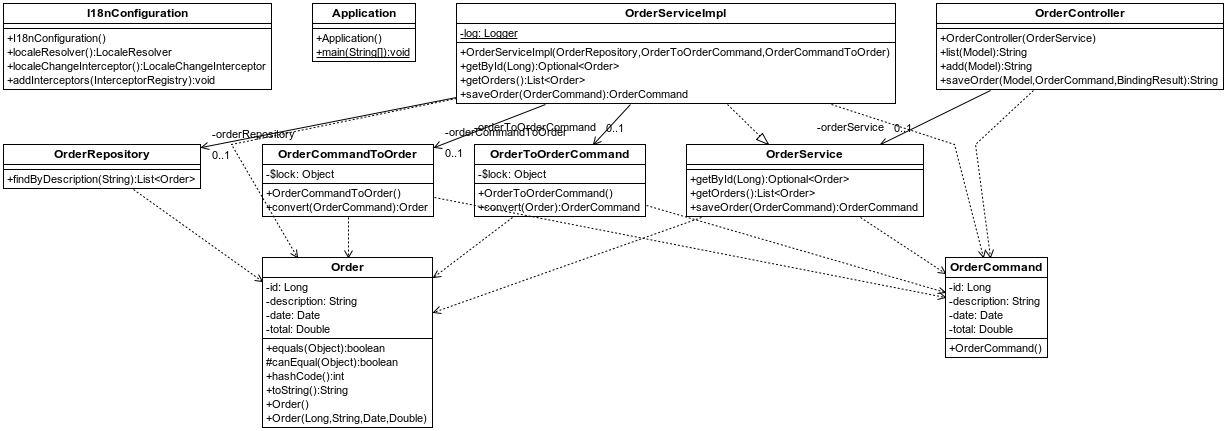 I18nConfiguration
+I18nConfiguration()
+localeResolver():LocaleResolver
+localeChangeInterceptor():LocaleChangeInterceptor
+addInterceptors(InterceptorRegistry):void
Application
+Application()
+main(String[]):void
OrderServiceImpl
-log: Logger
+OrderServiceImpl(OrderRepository,OrderToOrderCommand,OrderCommandToOrder)
+getById(Long):Optional<Order>
+getOrders():List<Order>
+saveOrder(OrderCommand):OrderCommand
OrderController
+OrderController(OrderService)
+list(Model):String
+add(Model):String
+saveOrder(Model,OrderCommand,BindingResult):String
-orderRepository
0..1
-orderCommandToOrder
0..1
-orderToOrderCommand
0..1
-orderService
0..1
OrderRepository
+findByDescription(String):List<Order>
OrderCommandToOrder
-$lock: Object
+OrderCommandToOrder()
+convert(OrderCommand):Order
OrderToOrderCommand
-$lock: Object
+OrderToOrderCommand()
+convert(Order):OrderCommand
OrderService
+getById(Long):Optional<Order>
+getOrders():List<Order>
+saveOrder(OrderCommand):OrderCommand
Order
-id: Long
-description: String
-date: Date
-total: Double
+equals(Object):boolean
#canEqual(Object):boolean
+hashCode():int
+toString():String
+Order()
+Order(Long,String,Date,Double)
OrderCommand
-id: Long
-description: String
-date: Date
-total: Double
+OrderCommand()